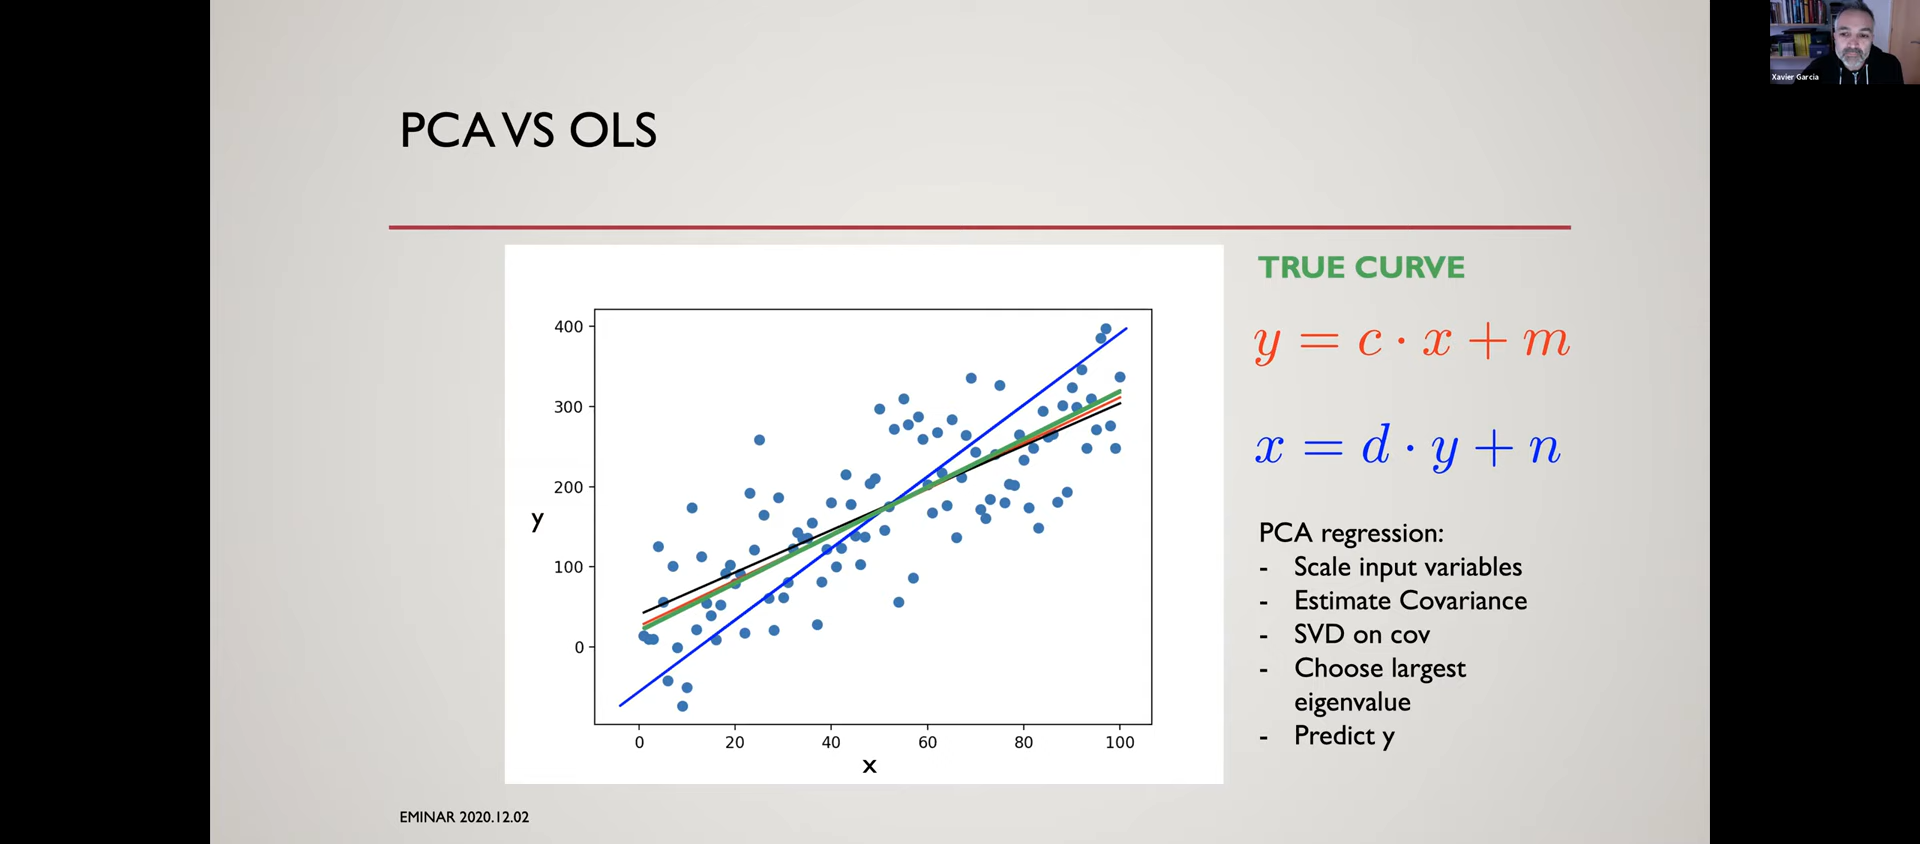 Xavier Garcia
PCA VS OLS
TRUE CURVE
y = c · x + m
x = d · y + n
PCA regression:
- Scale input variables
- Estimate Covariance
- SVD on cov
- Choose largest
eigenvalue
- Predict y
400
300
200
100
0
y
0 20 40 60 80 100
x
EMINAR 2020.12.02